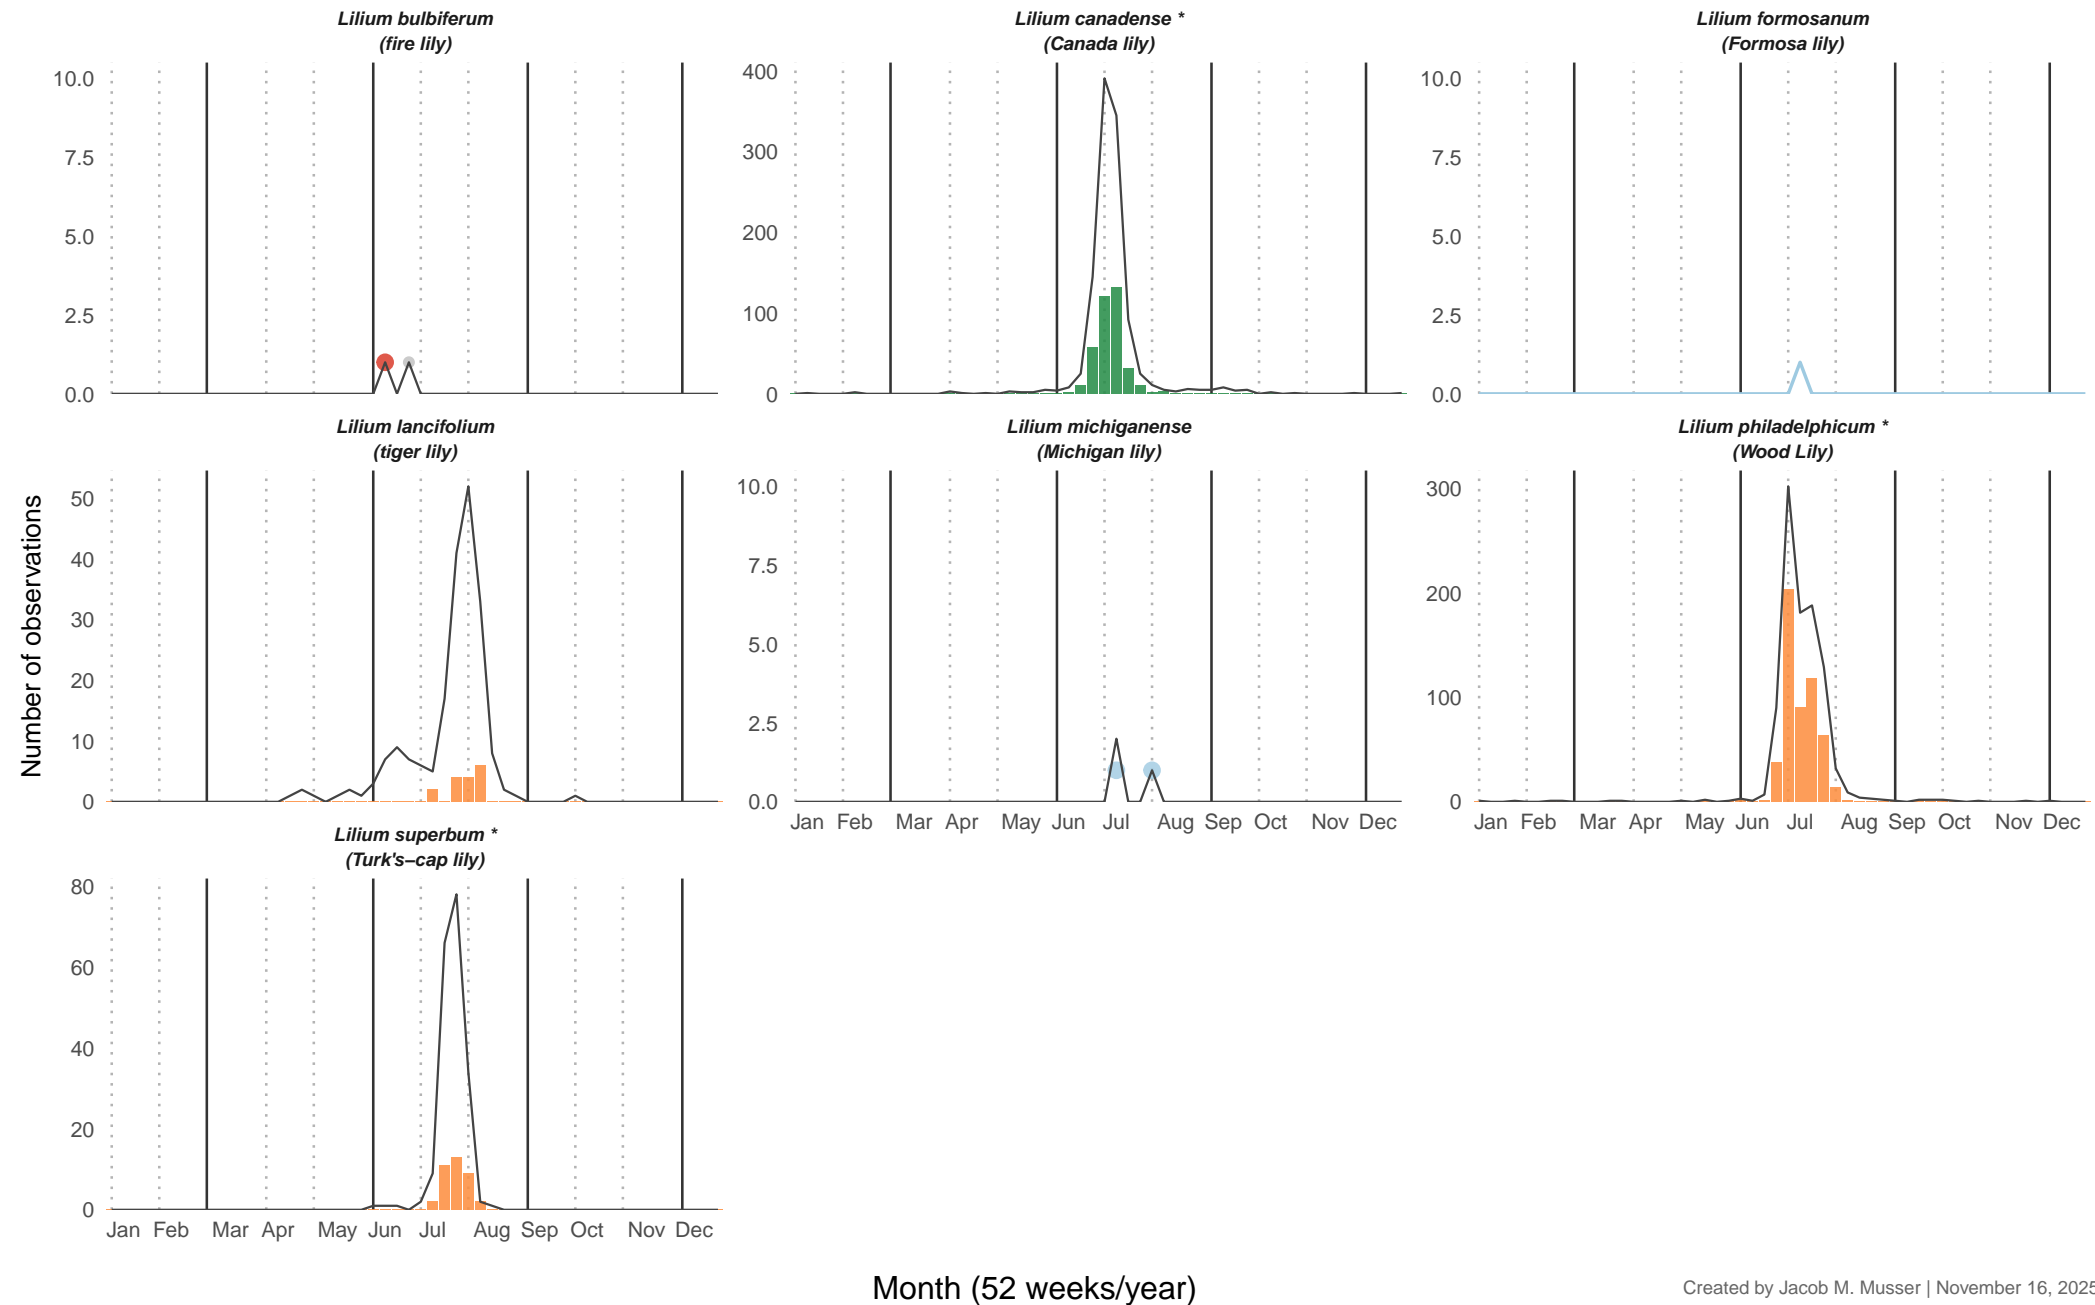 Lilium bulbiferum
(fire lily)
Lilium canadense *
(Canada lily)
Lilium formosanum
(Formosa lily)
10.0
7.5
5.0
2.5
0.0
400
300
200
100
0
10.0
7.5
5.0
2.5
0.0
Lilium lancifolium
(tiger lily)
Lilium michiganense
(Michigan lily)
Lilium philadelphicum *
(Wood Lily)
Number of observations
50
40
30
20
10
0
10.0
7.5
5.0
2.5
0.0
Jan Feb Mar Apr May Jun Jul Aug Sep Oct Nov Dec
300
200
100
0
Jan Feb Mar Apr May Jun Jul Aug Sep Oct Nov Dec
Lilium superbum *
(Turk's–cap lily)
80
60
40
20
0
Jan Feb Mar Apr May Jun Jul Aug Sep Oct Nov Dec
Month (52 weeks/year)
Created by Jacob M. Musser | November 16, 2025